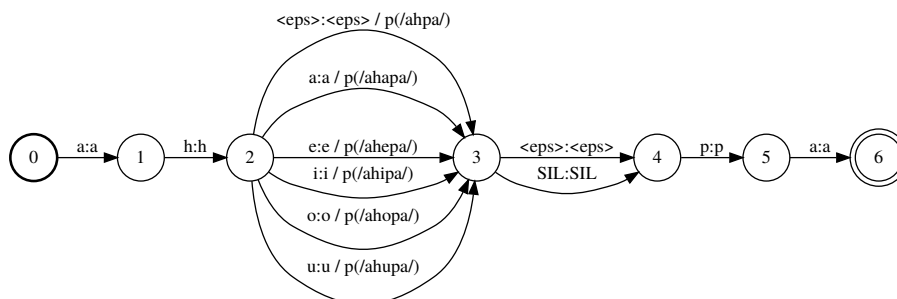 <eps>:<eps> / p(/ahpa/)
a:a / p(/ahapa/)
0 a:a 1 h:h 2 e:e / p(/ahepa/) 3 <eps>:<eps> 4 p:p 5 a:a 6
i:i / p(/ahipa/) SIL:SIL
o:o / p(/ahopa/)
u:u / p(/ahupa/)